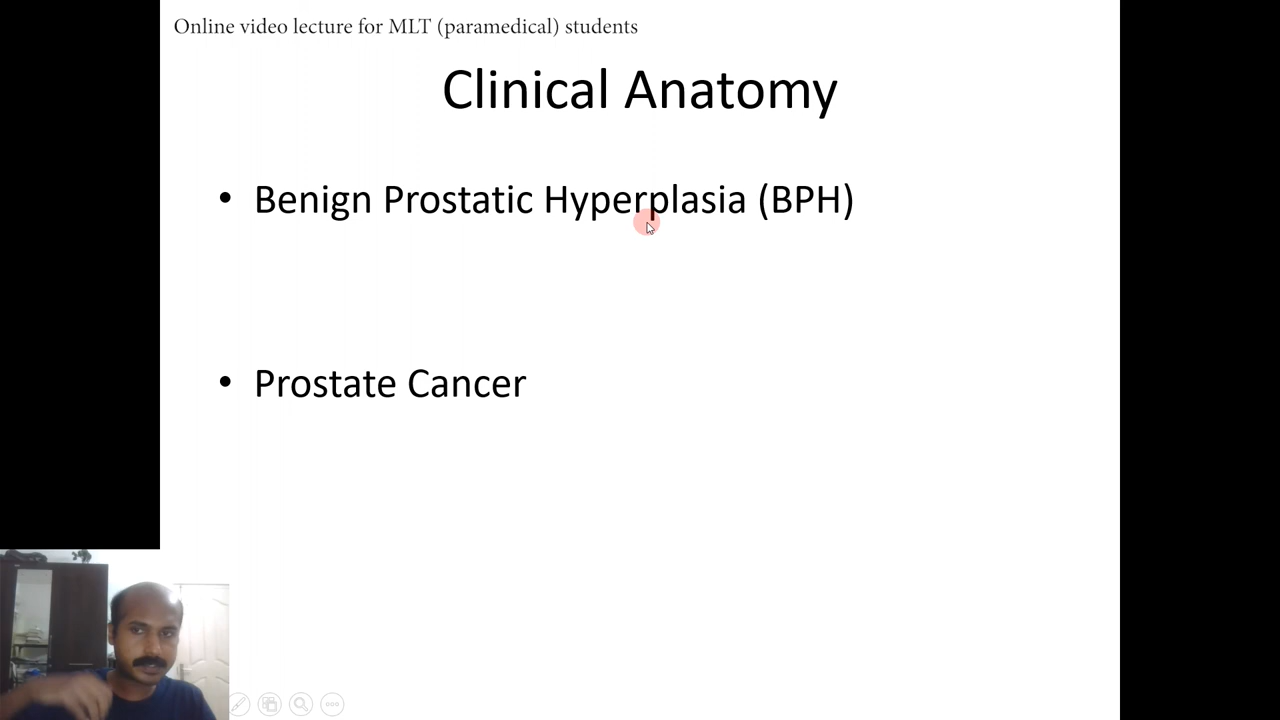 Online video lecture for MLT (paramedical) students
Clinical Anatomy
• Benign Prostatic Hyperplasia (BPH)
• Prostate Cancer